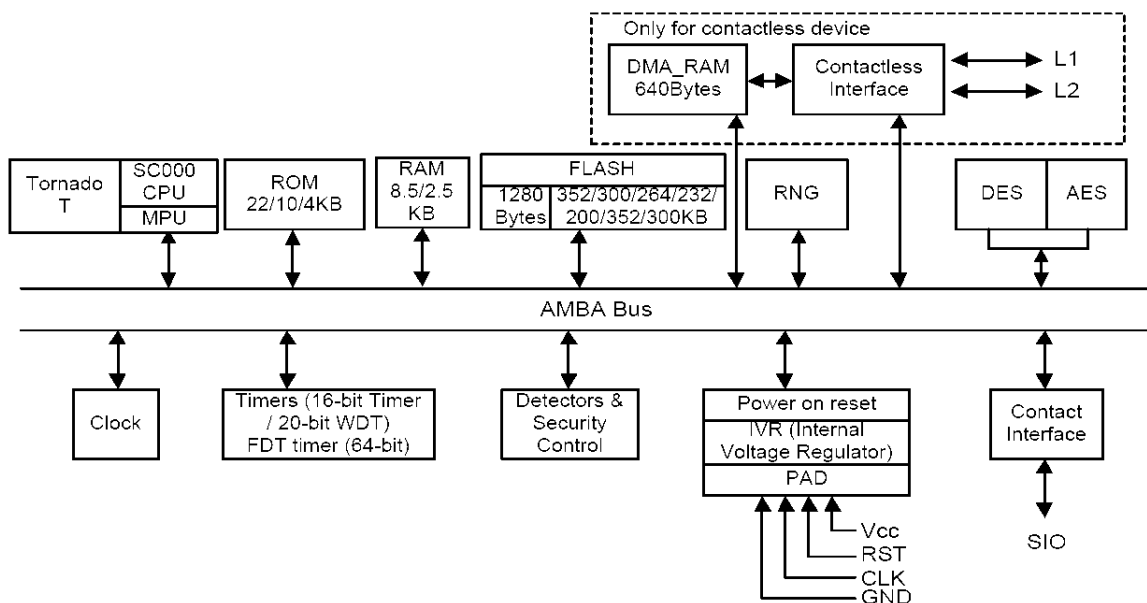 Only for contactless device
DMA_RAM
640Bytes
Contactless
Interface
L1
L2
Tornado
T
SC000
CPU
MPU
ROM
22/10/4KB
RAM
8.5/2.5
KB
FLASH
1280
Bytes
352/300/264/232/
200/352/300KB
RNG
DES
AES
AMBA Bus
Clock
Timers (16-bit Timer
/ 20-bit WDT)
FDT timer (64-bit)
Detectors &
Security
Control
Power on reset
IVR (Internal
Voltage Regulator)
PAD
Contact
Interface
Vcc
RST
CLK
GND
SIO